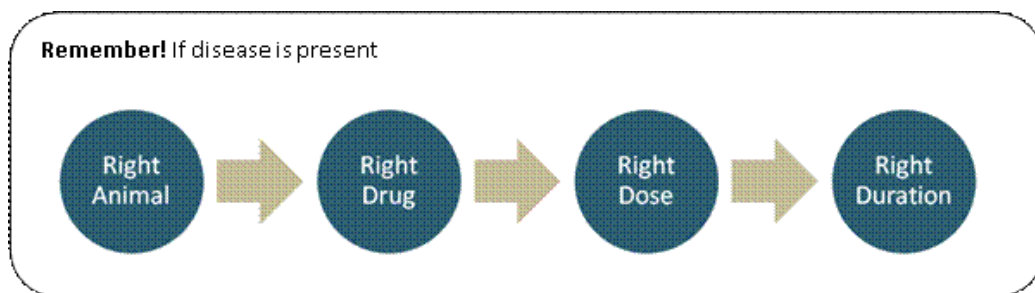 Remember! If disease is present
Right
Animal
Right
Drug
Right
Dose
Right
Duration